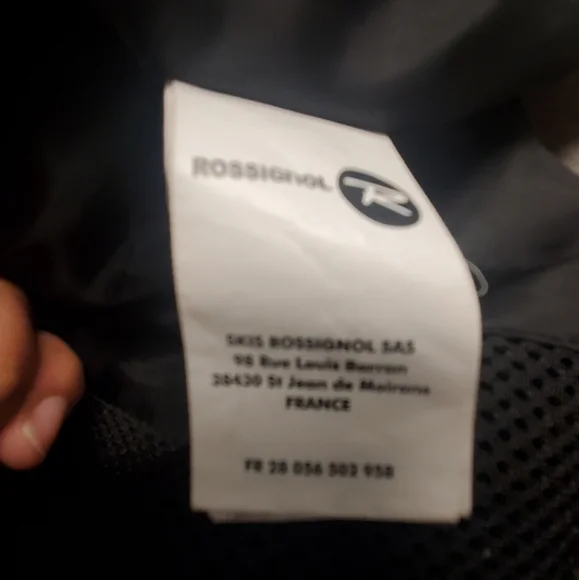 ROSSIGNOL R
SKIS ROSSIGNOL SAS
98 Rue Louis Barran
38430 St Jean de Moirans
FRANCE
FR 28 056 502 958